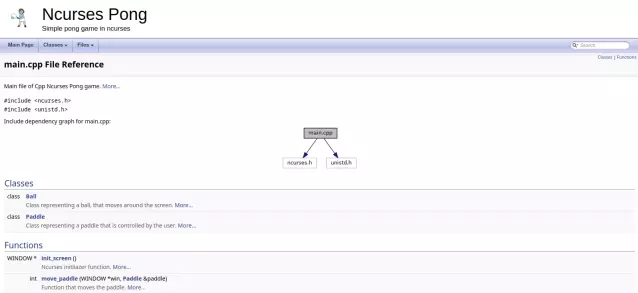 Ncurses Pong
Simple pong game in ncurses
Main Page Classes Files Search
Classes | Functions
main.cpp File Reference
Main file of Cpp Ncurses Pong game. More...
#include <ncurses.h>
#include <unistd.h>
Include dependency graph for main.cpp:
main.cpp
ncurses.h unistd.h
Classes
class Ball
Class representing a ball, that moves around the screen. More...
class Paddle
Class representing a paddle that is controlled by the user. More...
Functions
WINDOW * init_screen ()
Ncurses initliazer function. More...
int move_paddle (WINDOW *win, Paddle &paddle)
Function that moves the paddle. More...